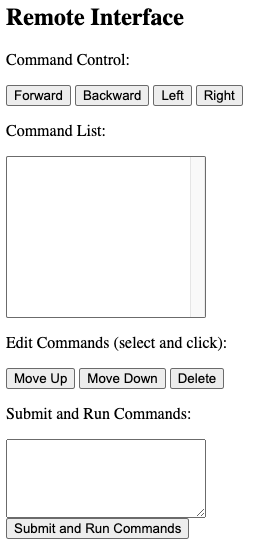 Remote Interface
Command Control:
Forward Backward Left Right
Command List:
Edit Commands (select and click):
Move Up Move Down Delete
Submit and Run Commands:
Submit and Run Commands